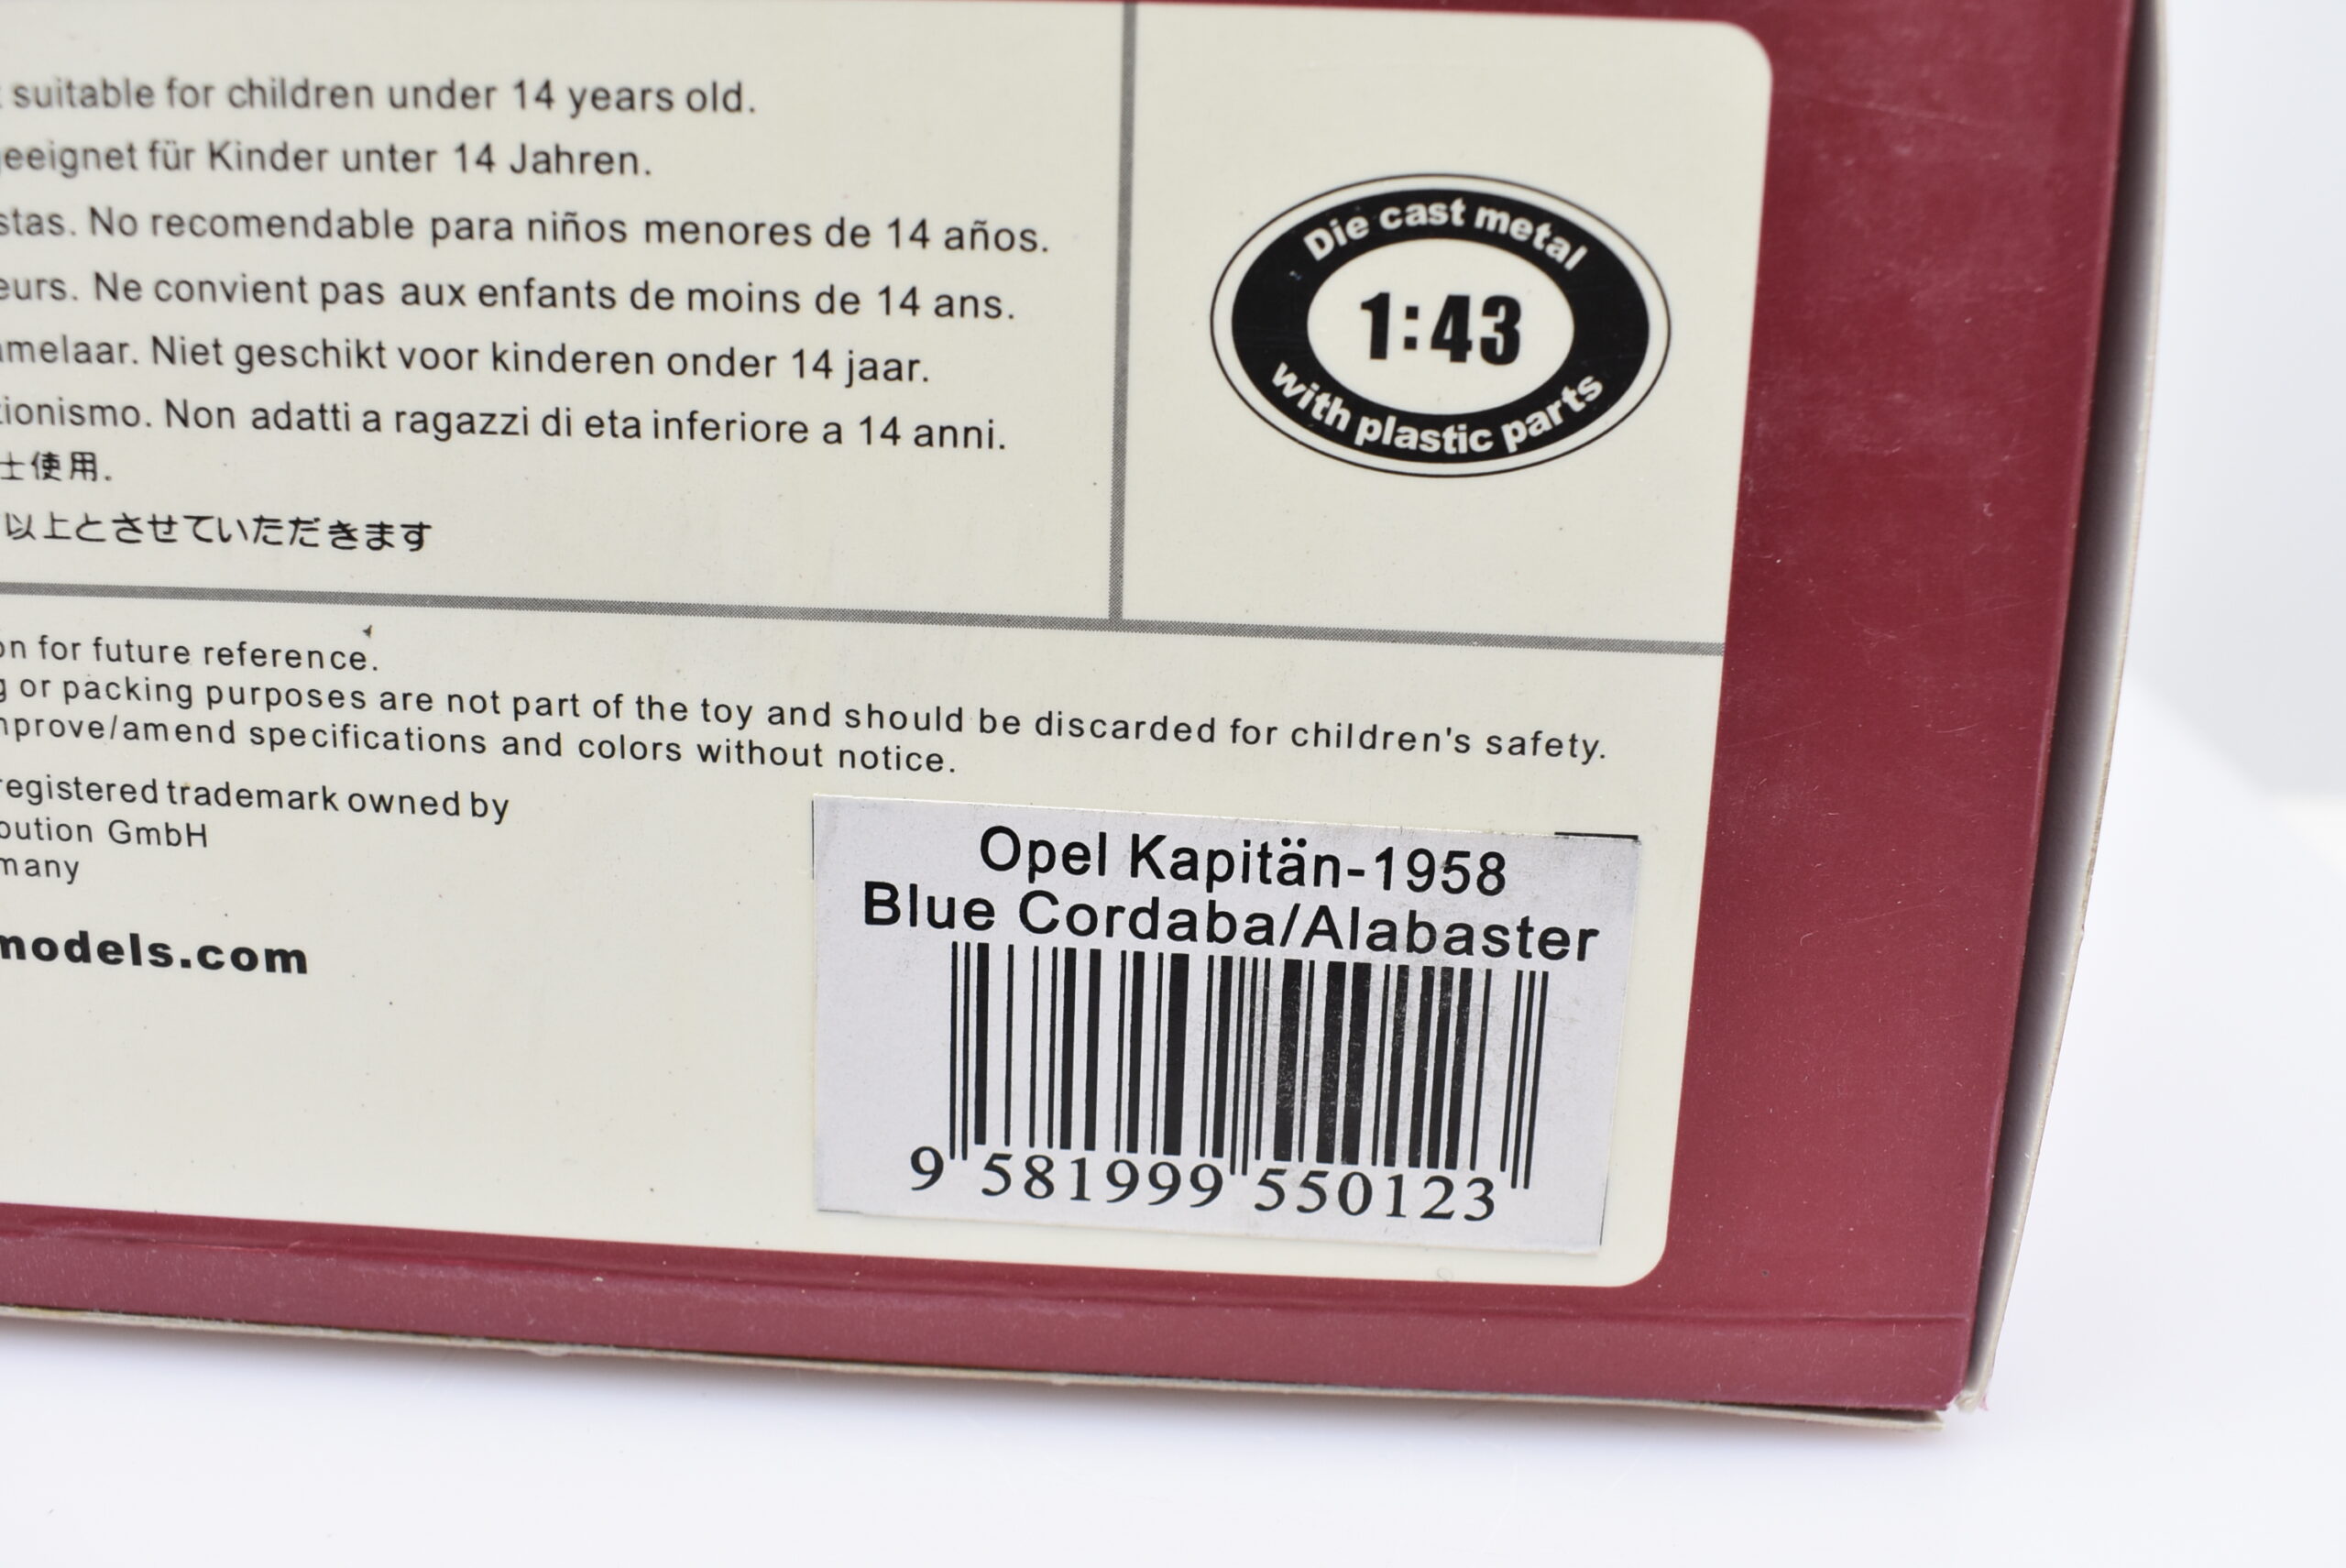 suitable for children under 14 years old.
geeignet für Kinder unter 14 Jahren.
stas. No recomendable para niños menores de 14 años.
eurs. Ne convient pas aux enfants de moins de 14 ans.
melaar. Niet geschikt voor kinderen onder 14 jaar.
ionismo. Non adatti a ragazzi di eta inferiore a 14 anni.
士使用.
以上とさせていただきます
Die cast metal
1:43
with plastic parts
on for future reference.
g or packing purposes are not part of the toy and should be discarded for children's safety.
mprove/amend specifications and colors without notice.
registered trademark owned by
bution GmbH
many
models.com
Opel Kapitän-1958
Blue Cordaba/Alabaster
9 581999 550123